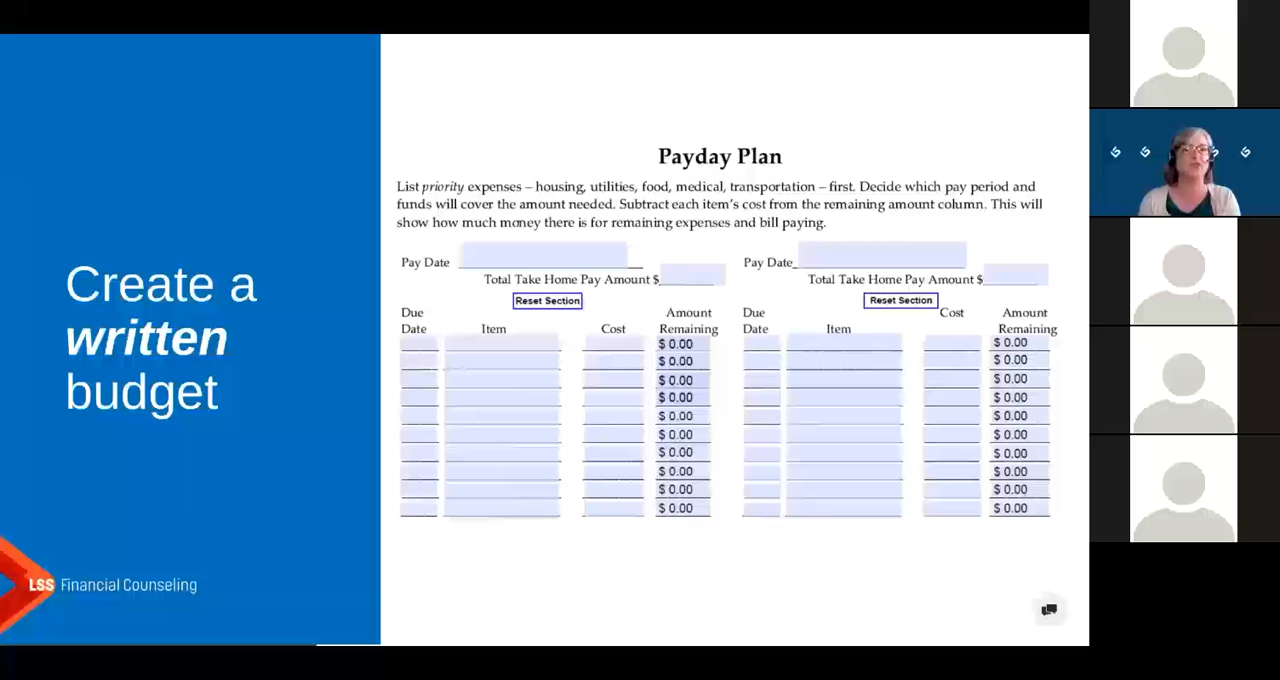 Create a
written
budget
LSS Financial Counseling
Payday Plan
List priority expenses – housing, utilities, food, medical, transportation – first. Decide which pay period and
funds will cover the amount needed. Subtract each item's cost from the remaining amount column. This will
show how much money there is for remaining expenses and bill paying.
Pay Date
Total Take Home Pay Amount $
Reset Section
Due Date Item Cost Amount Remaining
$ 0.00
$ 0.00
$ 0.00
$ 0.00
$ 0.00
$ 0.00
$ 0.00
$ 0.00
$ 0.00
$ 0.00
Pay Date
Total Take Home Pay Amount $
Reset Section
Due Date Item Cost Amount Remaining
$ 0.00
$ 0.00
$ 0.00
$ 0.00
$ 0.00
$ 0.00
$ 0.00
$ 0.00
$ 0.00
$ 0.00